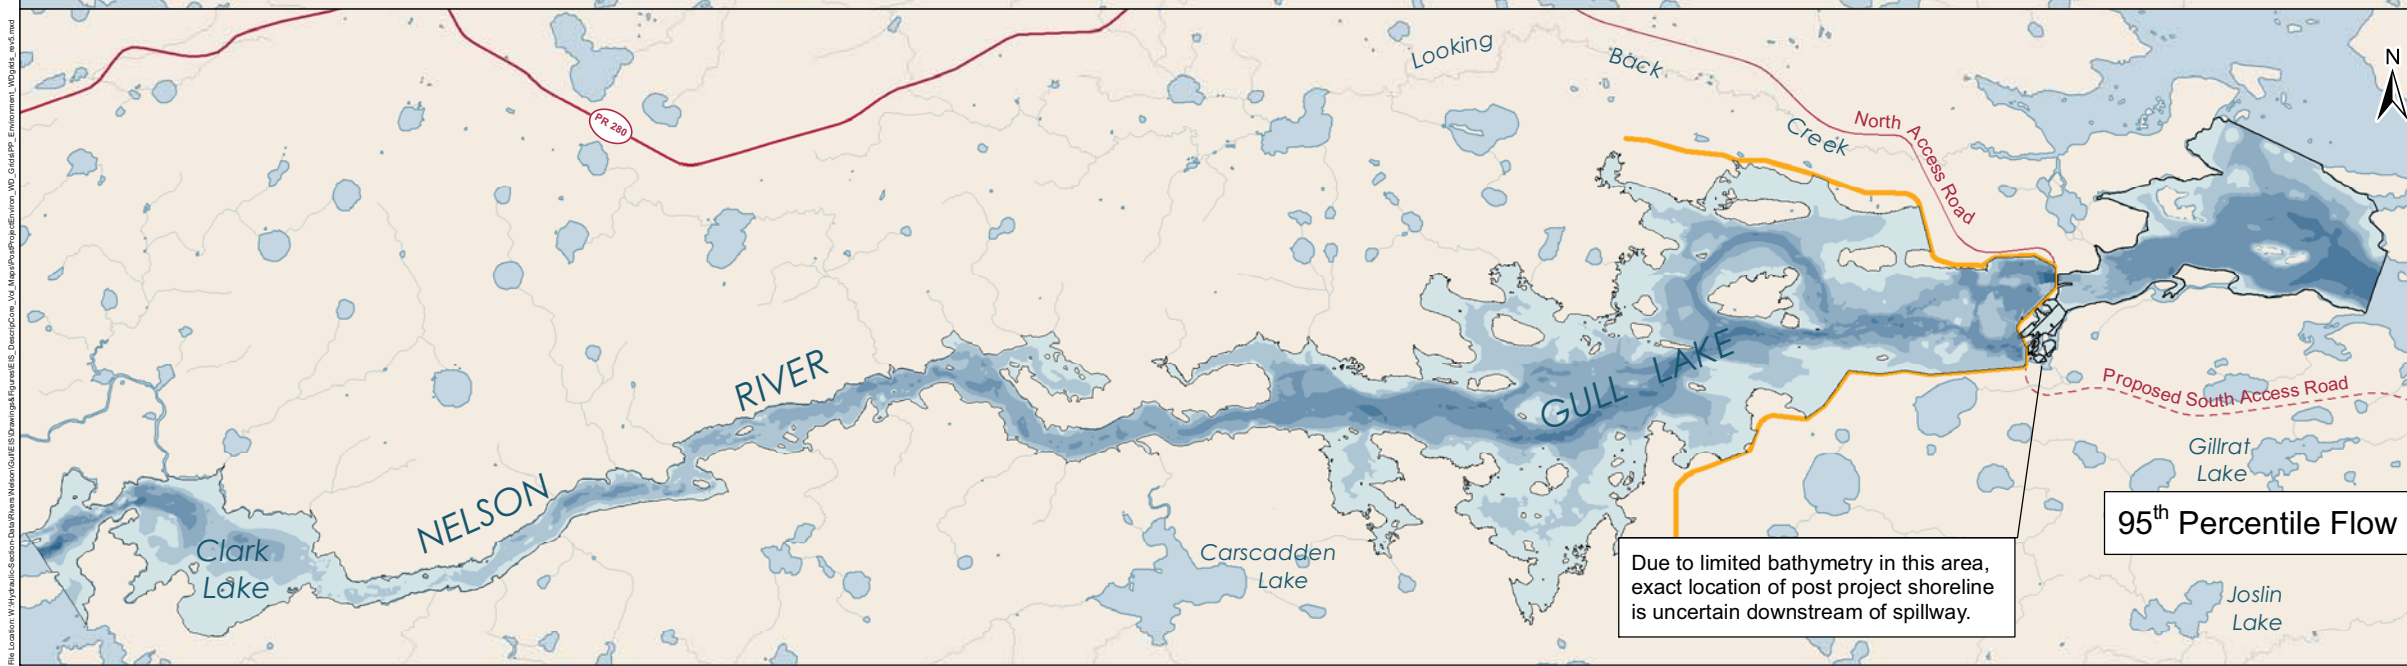 Looking
Back
Creek
N
PR 280
North Access Road
RIVER
GULL LAKE
Proposed South Access Road
NELSON
Gillrat
Lake
95th Percentile Flow
Clark
Lake
Carscadden
Lake
Due to limited bathymetry in this area,
exact location of post project shoreline
is uncertain downstream of spillway.
Joslin
Lake